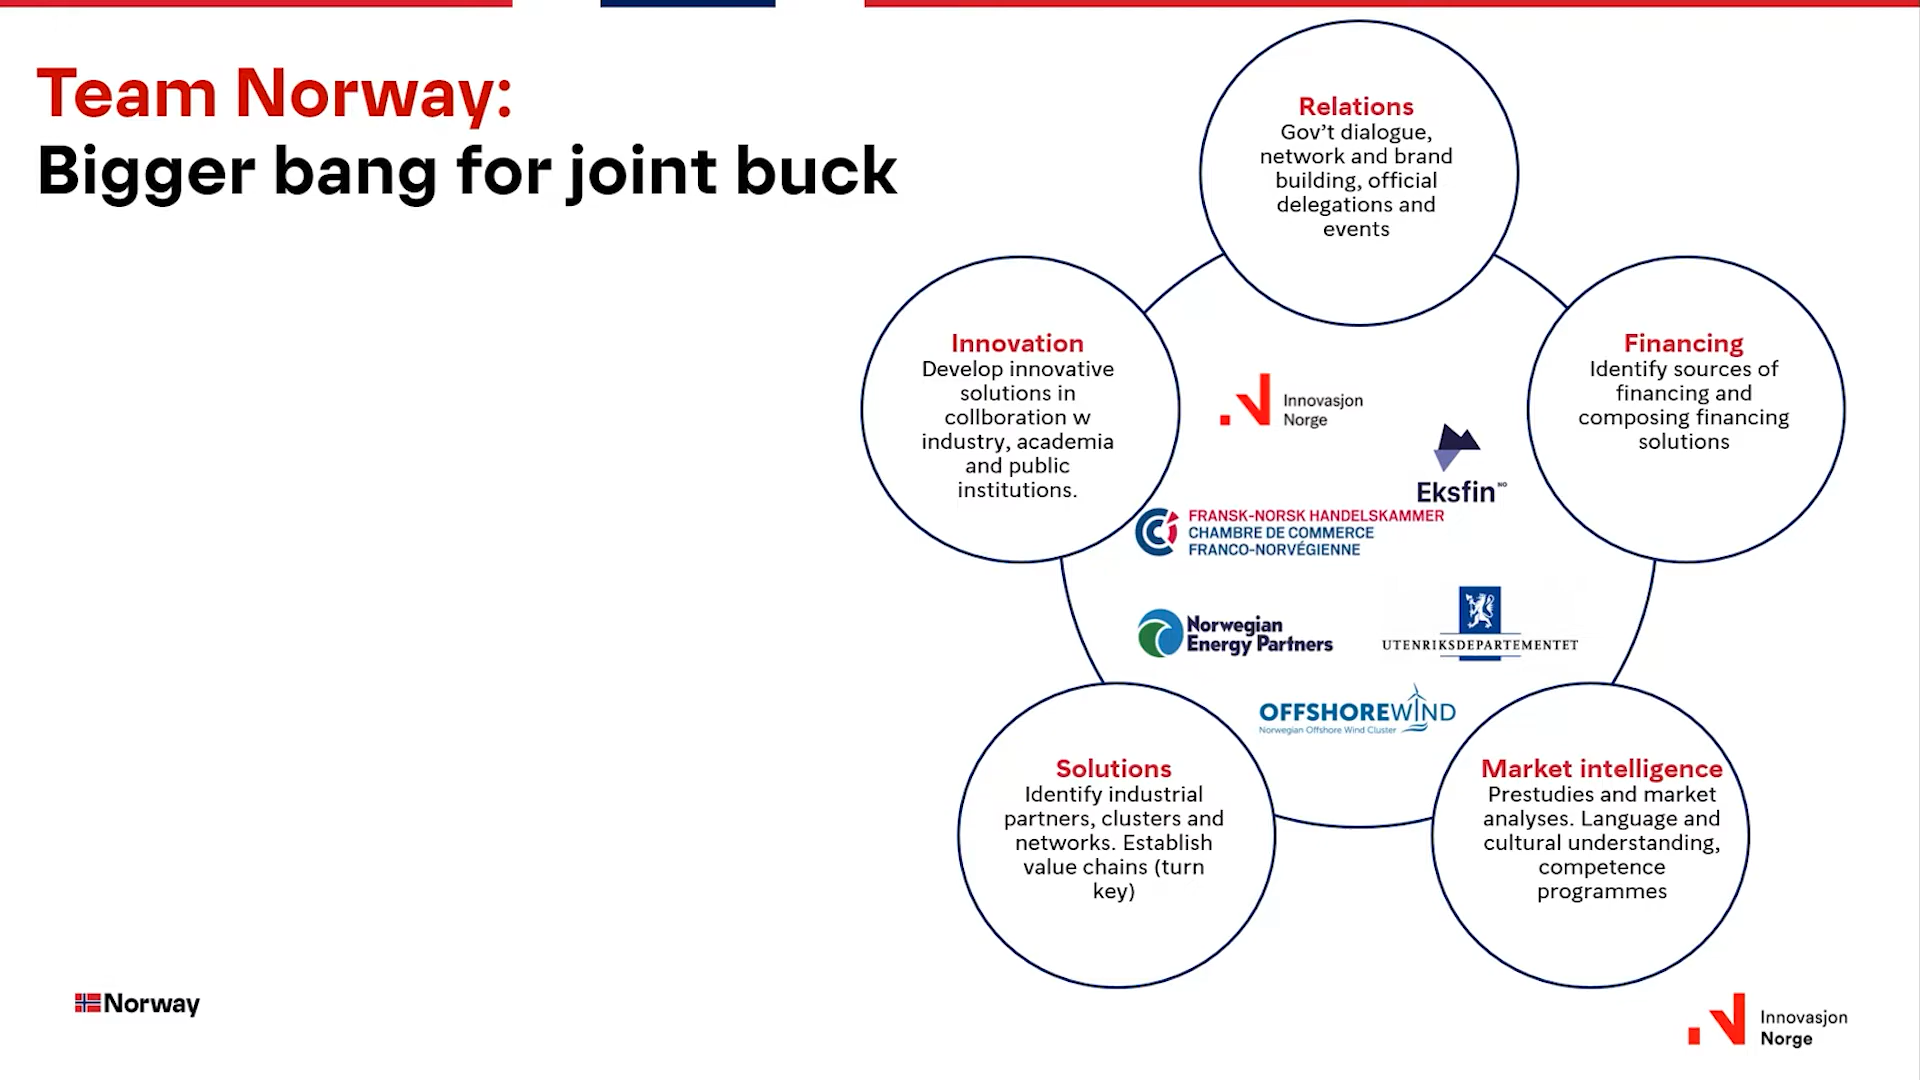 Team Norway:
Bigger bang for joint buck
Relations
Gov't dialogue,
network and brand
building, official
delegations and
events
Innovation
Develop innovative
solutions in
collboration w
industry, academia
and public
institutions.
Financing
Identify sources of
financing and
composing financing
solutions
Innovasjon
Norge
Eksfin NO
FRANSK-NORSK HANDELSKAMMER
CHAMBRE DE COMMERCE
FRANCO-NORVÉGIENNE
Norwegian
Energy Partners
UTENRIKSDEPARTEMENTET
OFFSHOREWIND
Norwegian Offshore Wind Cluster
Solutions
Identify industrial
partners, clusters and
networks. Establish
value chains (turn
key)
Market intelligence
Prestudies and market
analyses. Language and
cultural understanding,
competence
programmes
Norway
Innovasjon
Norge